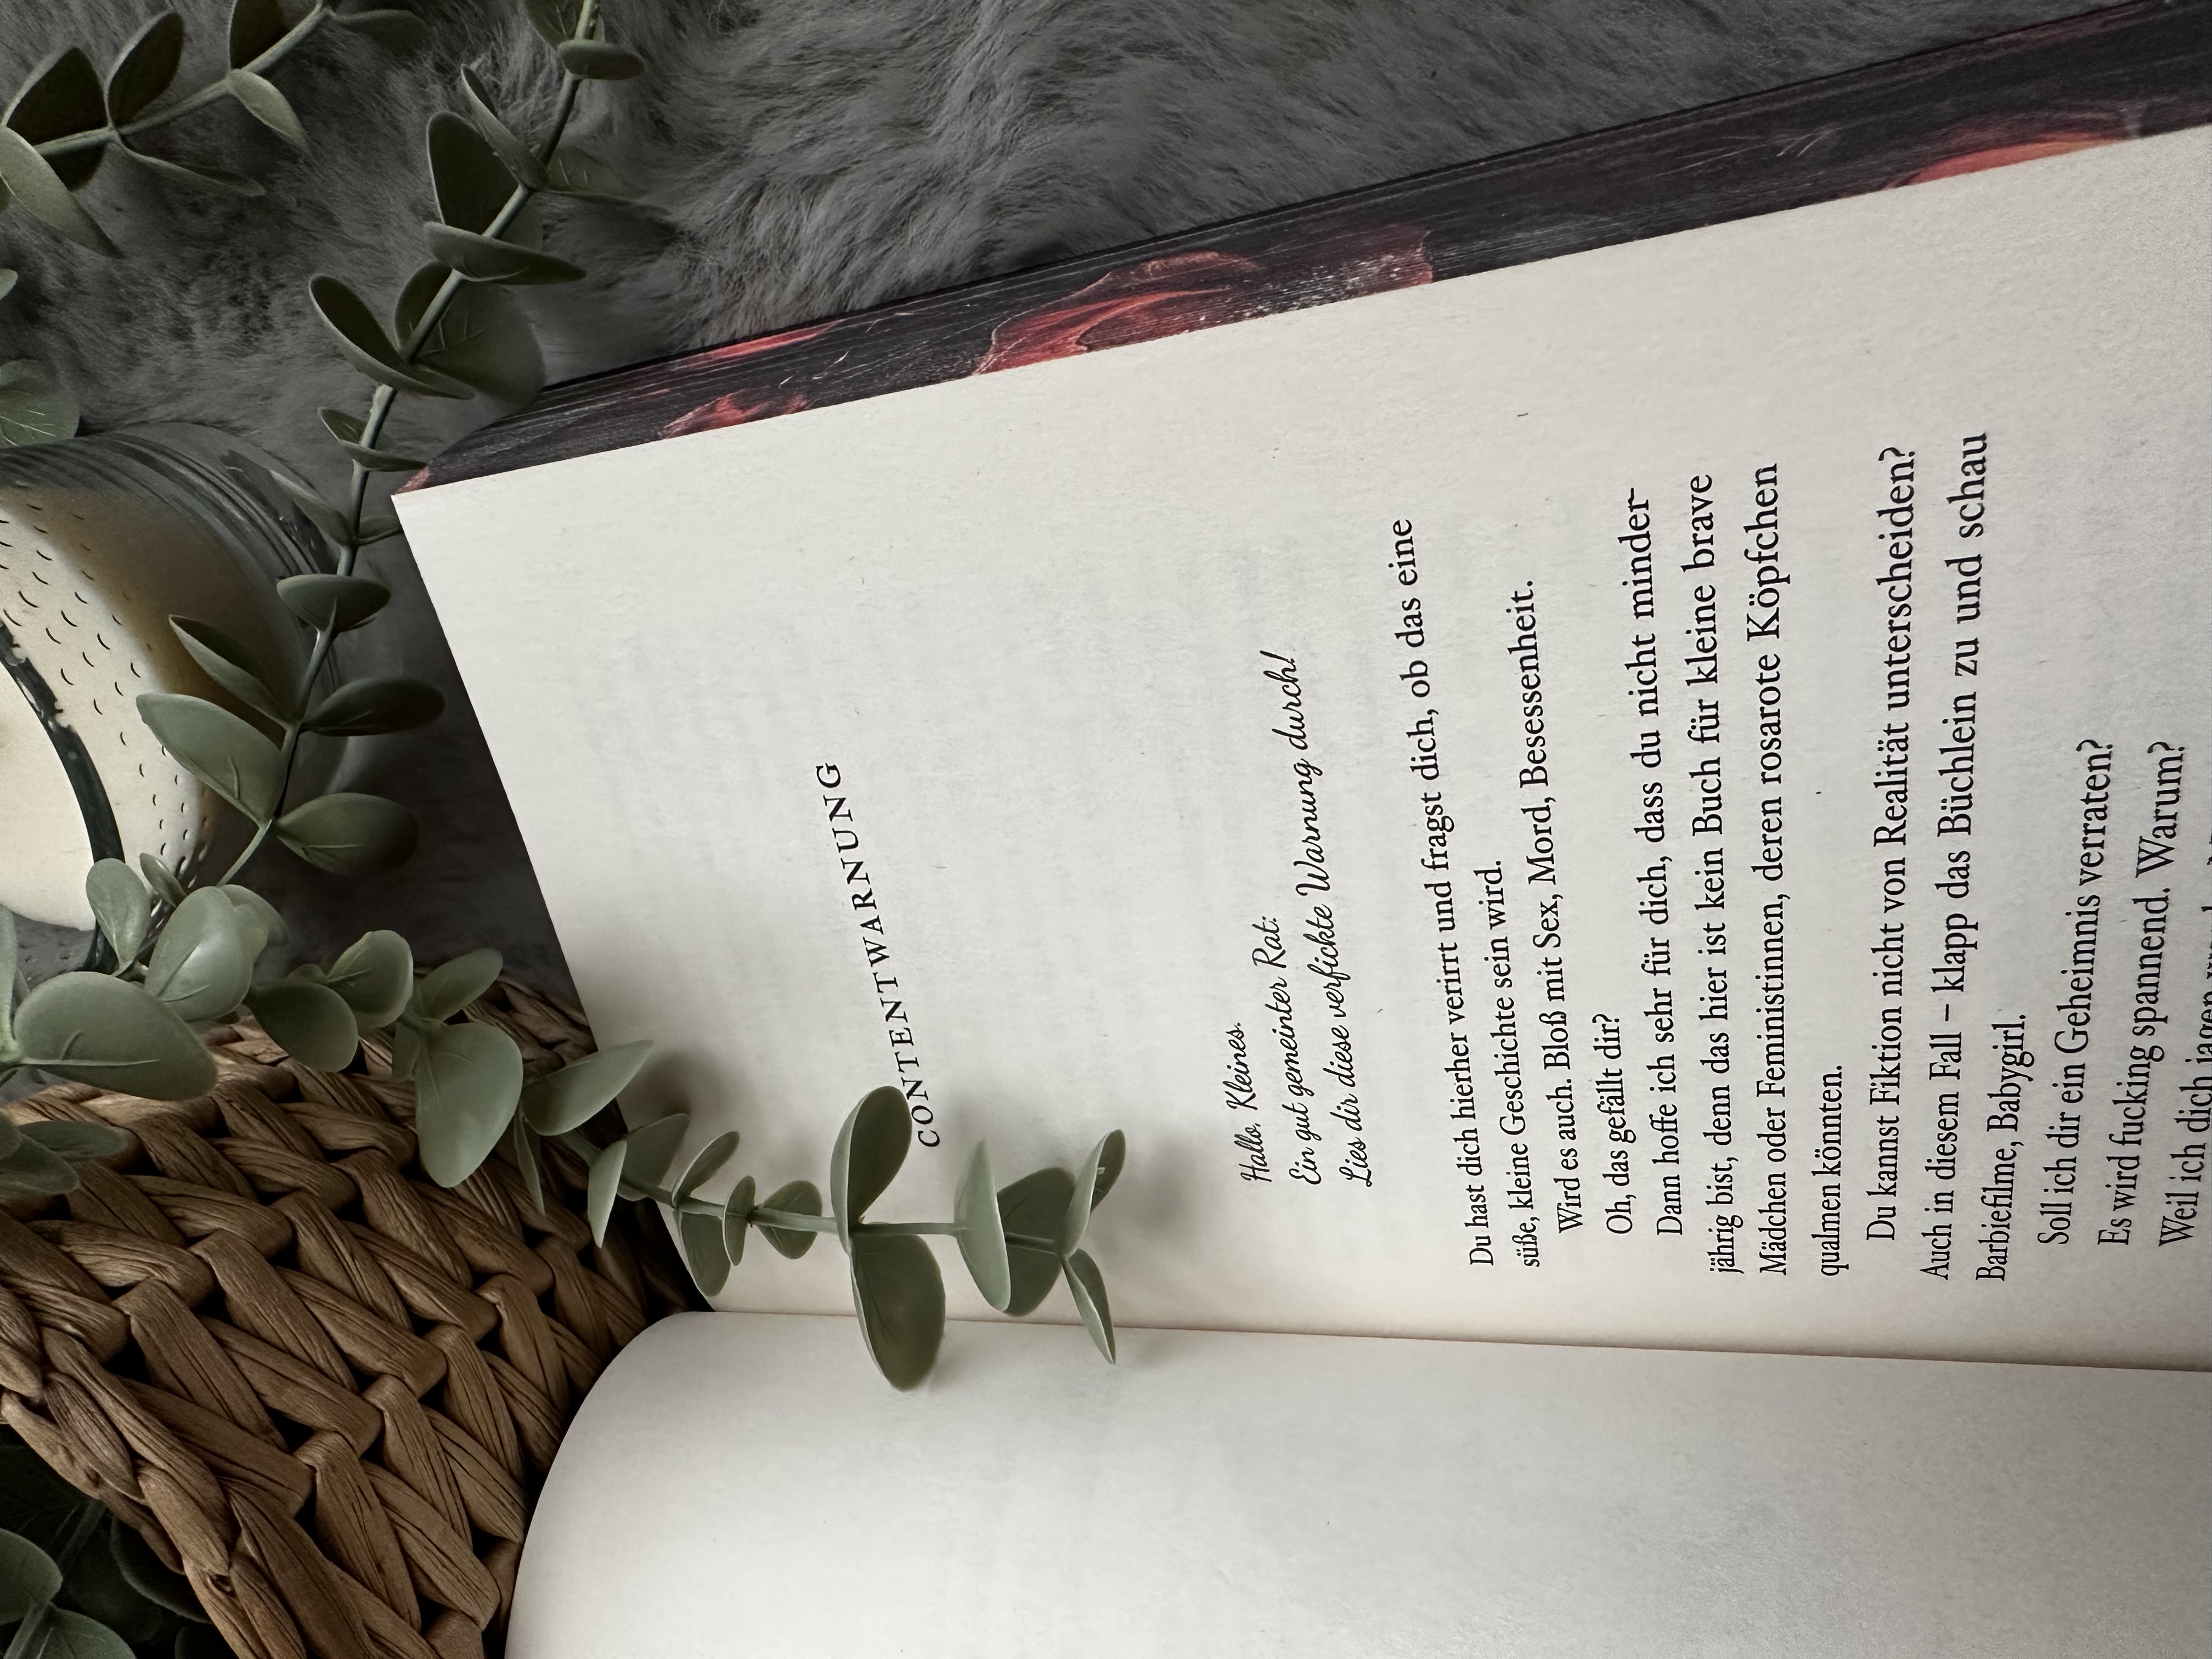 CONTENTWARNUNG
Hallo, Kleines.
Ein gut gemeinter Rat:
Lies dir diese verfickte Warnung durch!
Du hast dich hierher verirrt und fragst dich, ob das eine
süße, kleine Geschichte sein wird.
Wird es auch. Bloß mit Sex, Mord, Besessenheit.
Oh, das gefällt dir?
Dann hoffe ich sehr für dich, dass du nicht minder-
jährig bist, denn das hier ist kein Buch für kleine brave
Mädchen oder Feministinnen, deren rosarote Köpfchen
qualmen könnten.
Du kannst Fiktion nicht von Realität unterscheiden?
Auch in diesem Fall – klapp das Büchlein zu und schau
Barbiefilme, Babygirl.
Soll ich dir ein Geheimnis verraten?
Es wird fucking spannend. Warum?
Weil ich dich jagen